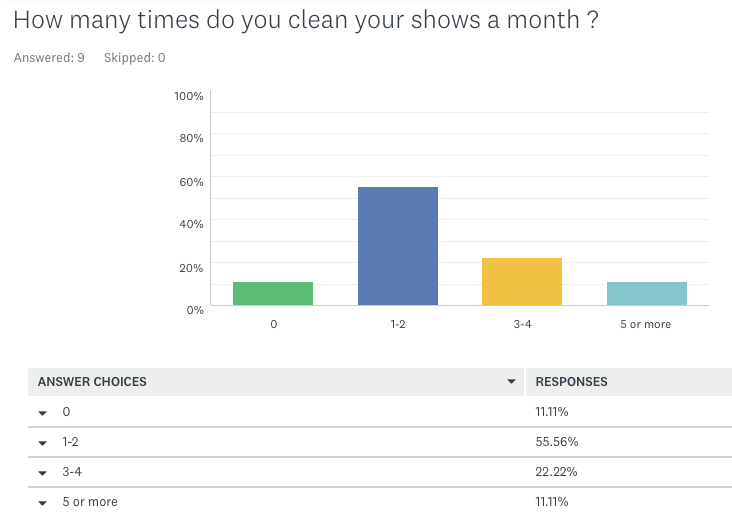 How many times do you clean your shows a month ?
Answered: 9 Skipped: 0
100%
80%
60%
40%
20%
0%
0 1-2 3-4 5 or more
ANSWER CHOICES RESPONSES
0 11.11%
1-2 55.56%
3-4 22.22%
5 or more 11.11%